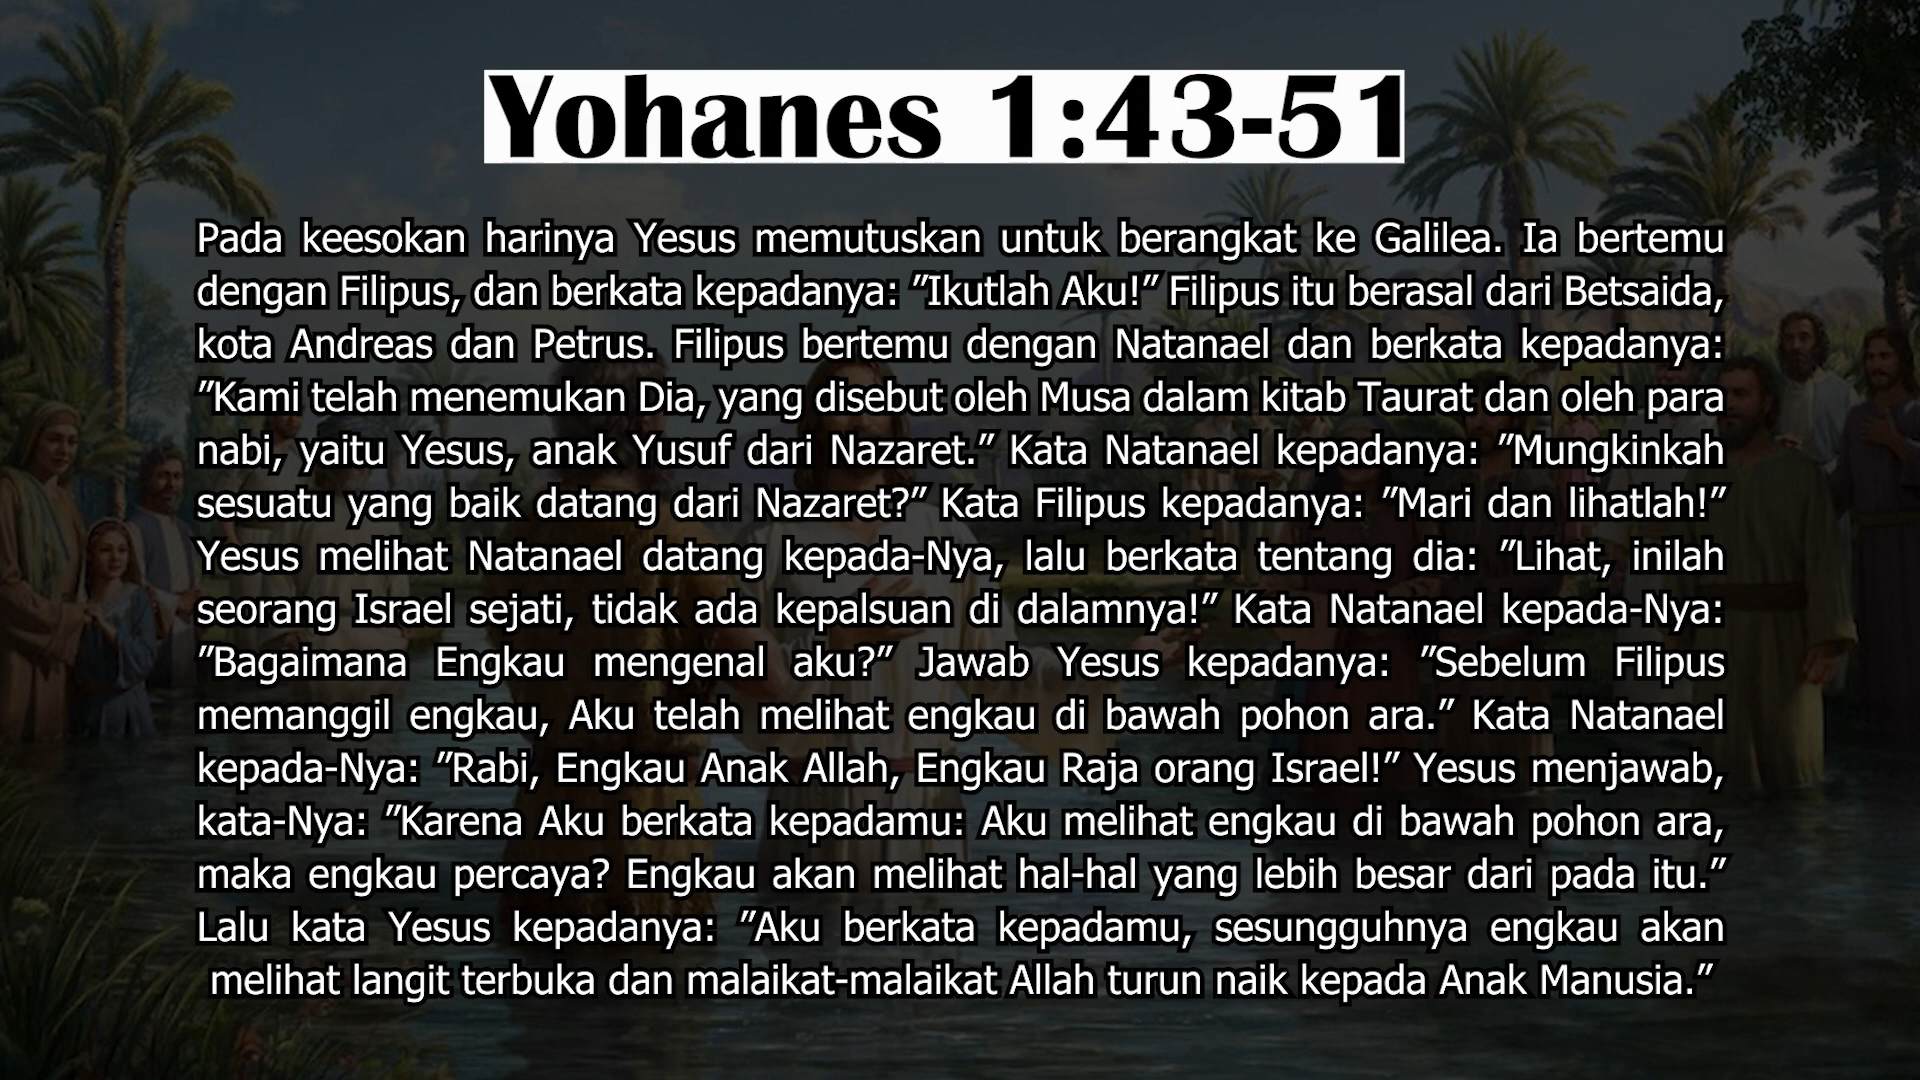 Yohanes 1:43-51
Pada keesokan harinya Yesus memutuskan untuk berangkat ke Galilea. Ia bertemu
dengan Filipus, dan berkata kepadanya: ”Ikutlah Aku!” Filipus itu berasal dari Betsaida,
kota Andreas dan Petrus. Filipus bertemu dengan Natanael dan berkata kepadanya:
”Kami telah menemukan Dia, yang disebut oleh Musa dalam kitab Taurat dan oleh para
nabi, yaitu Yesus, anak Yusuf dari Nazaret.” Kata Natanael kepadanya: ”Mungkinkah
sesuatu yang baik datang dari Nazaret?” Kata Filipus kepadanya: ”Mari dan lihatlah!”
Yesus melihat Natanael datang kepada-Nya, lalu berkata tentang dia: ”Lihat, inilah
seorang Israel sejati, tidak ada kepalsuan di dalamnya!” Kata Natanael kepada-Nya:
”Bagaimana Engkau mengenal aku?” Jawab Yesus kepadanya: ”Sebelum Filipus
memanggil engkau, Aku telah melihat engkau di bawah pohon ara.” Kata Natanael
kepada-Nya: ”Rabi, Engkau Anak Allah, Engkau Raja orang Israel!” Yesus menjawab,
kata-Nya: ”Karena Aku berkata kepadamu: Aku melihat engkau di bawah pohon ara,
maka engkau percaya? Engkau akan melihat hal-hal yang lebih besar dari pada itu.”
Lalu kata Yesus kepadanya: ”Aku berkata kepadamu, sesungguhnya engkau akan
melihat langit terbuka dan malaikat-malaikat Allah turun naik kepada Anak Manusia.”